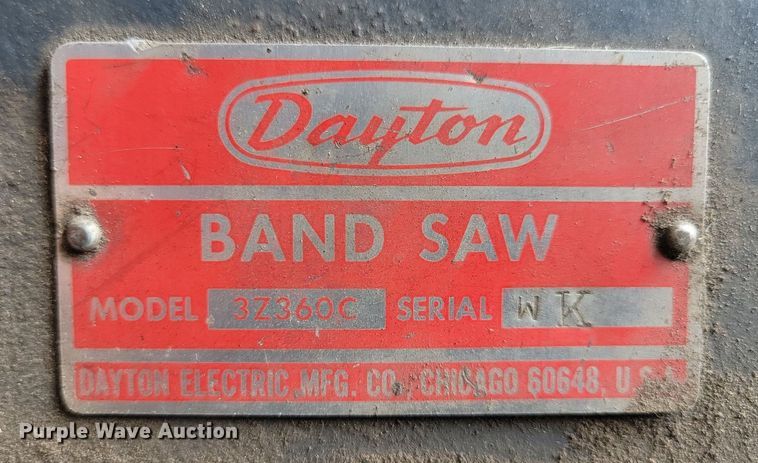 Dayton
BAND SAW
MODEL 3Z360C SERIAL WK
DAYTON ELECTRIC MFG. CO., CHICAGO 60648, U.S.A.
Purple Wave Auction